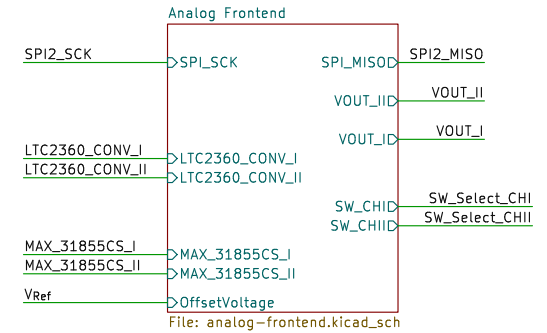 Analog Frontend
SPI2_SCK
SPI_SCK
SPI_MISO
SPI2_MISO
VOUT_II
VOUT_II
VOUT_I
VOUT_I
LTC2360_CONV_I
LTC2360_CONV_I
LTC2360_CONV_II
LTC2360_CONV_II
SW_CHI
SW_Select_CHI
SW_CHII
SW_Select_CHII
MAX_31855CS_I
MAX_31855CS_I
MAX_31855CS_II
MAX_31855CS_II
VRef
OffsetVoltage
File: analog-frontend.kicad_sch